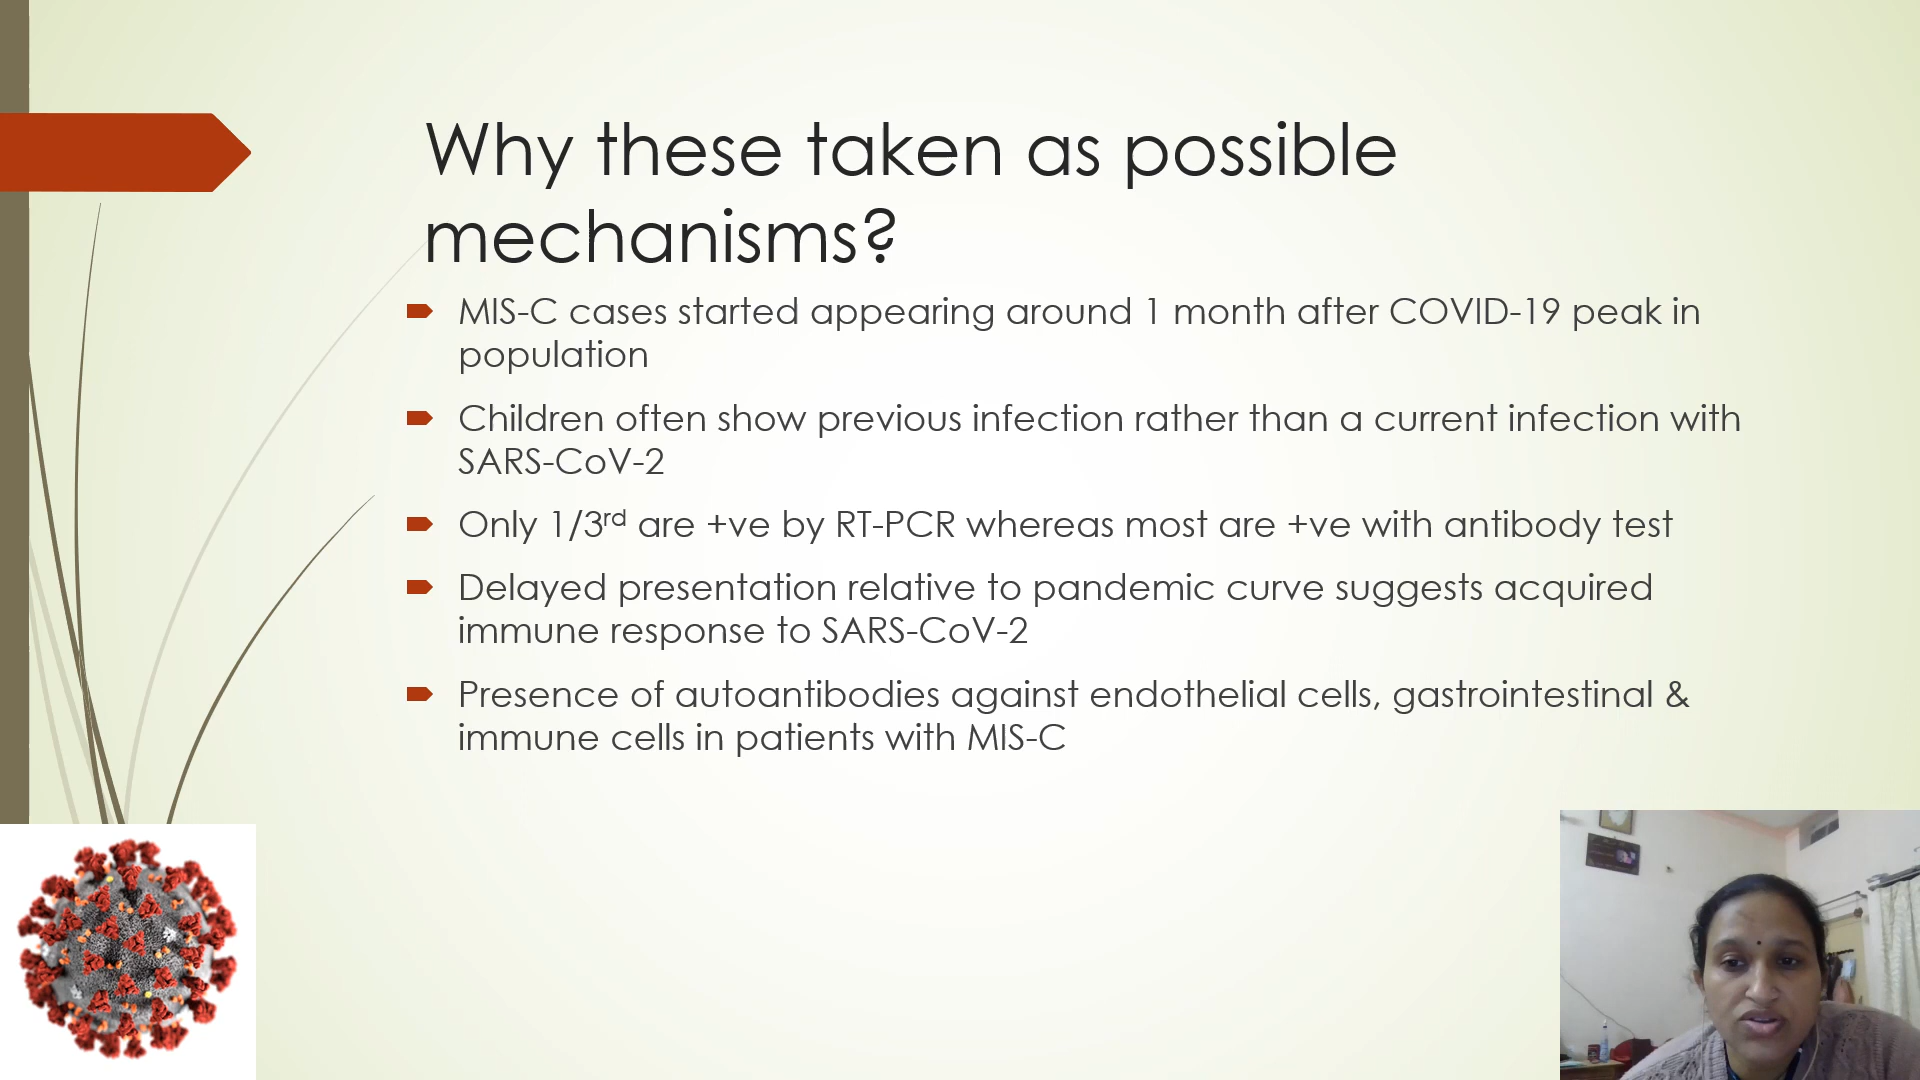 Why these taken as possible
mechanisms?
MIS-C cases started appearing around 1 month after COVID-19 peak in
population
Children often show previous infection rather than a current infection with
SARS-CoV-2
Only 1/3rd are +ve by RT-PCR whereas most are +ve with antibody test
Delayed presentation relative to pandemic curve suggests acquired
immune response to SARS-CoV-2
Presence of autoantibodies against endothelial cells, gastrointestinal &
immune cells in patients with MIS-C